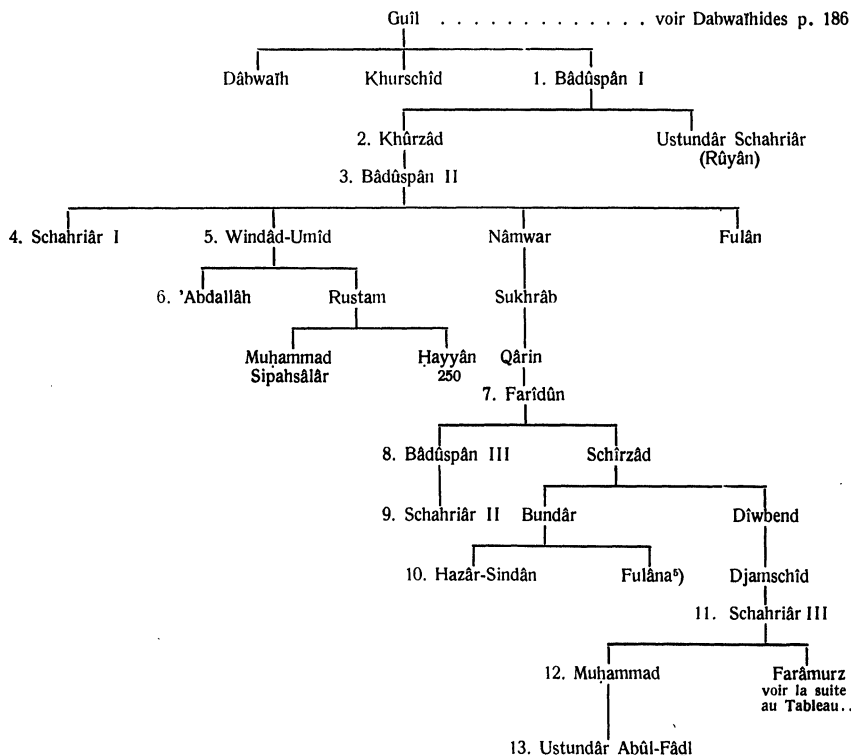 Guîl . . . . . . . . . . . . . voir Dabwaïhides p. 186
Dâbwaïh Khurschîd 1. Bâdûspân I
2. Khûrzâd Ustundâr Schahriâr
(Rûyân)
3. Bâdûspân II
4. Schahriâr I 5. Windâd-Umîd Nâmwar Fulân
6. 'Abdallâh Rustam Sukhrâb
Muḥammad Ḥayyân Qârin
Sipahsâlâr 250
7. Farîdûn
8. Bâdûspân III Schîrzâd
9. Schahriâr II Bundâr Dîwbend
10. Hazâr-Sindân Fulâna⁵) Djamschîd
11. Schahriâr III
12. Muḥammad Farâmurz
voir la suite
au Tableau..
13. Ustundâr Abûl-Fâdl